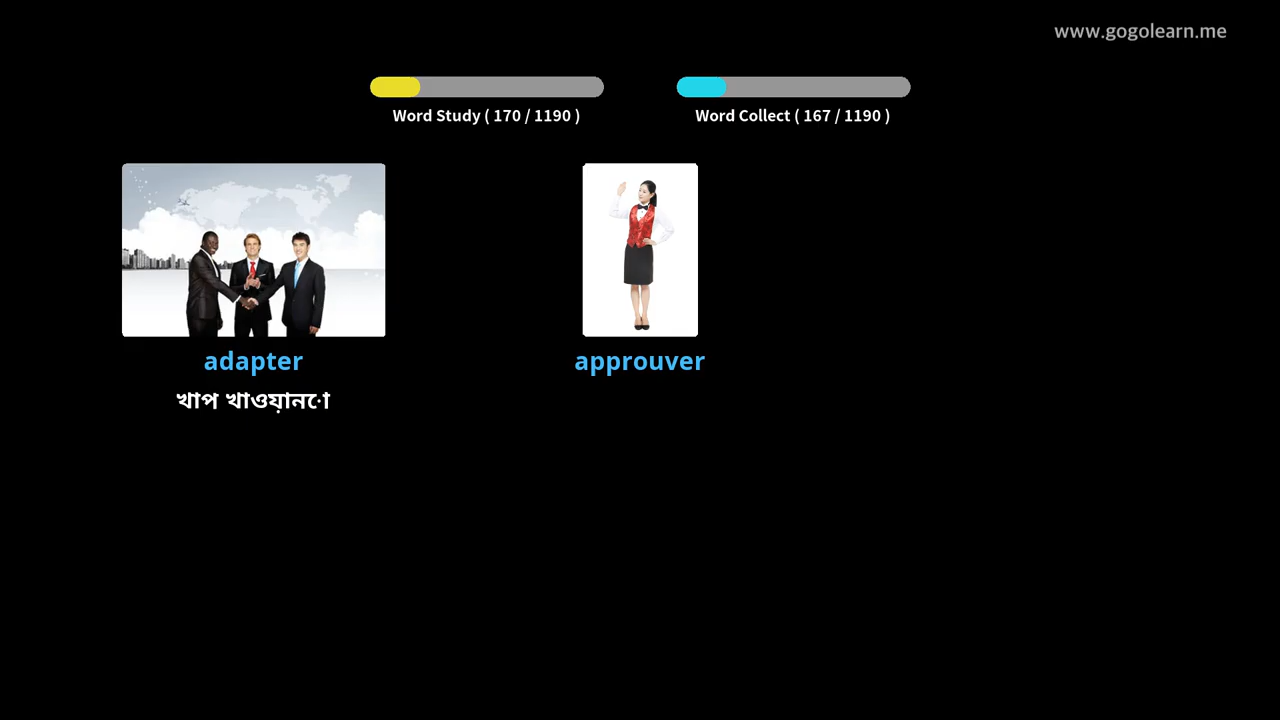 www.gogolearn.me
Word Study ( 170 / 1190 )
Word Collect ( 167 / 1190 )
adapter
approuver
খাপ খাওয়ানো